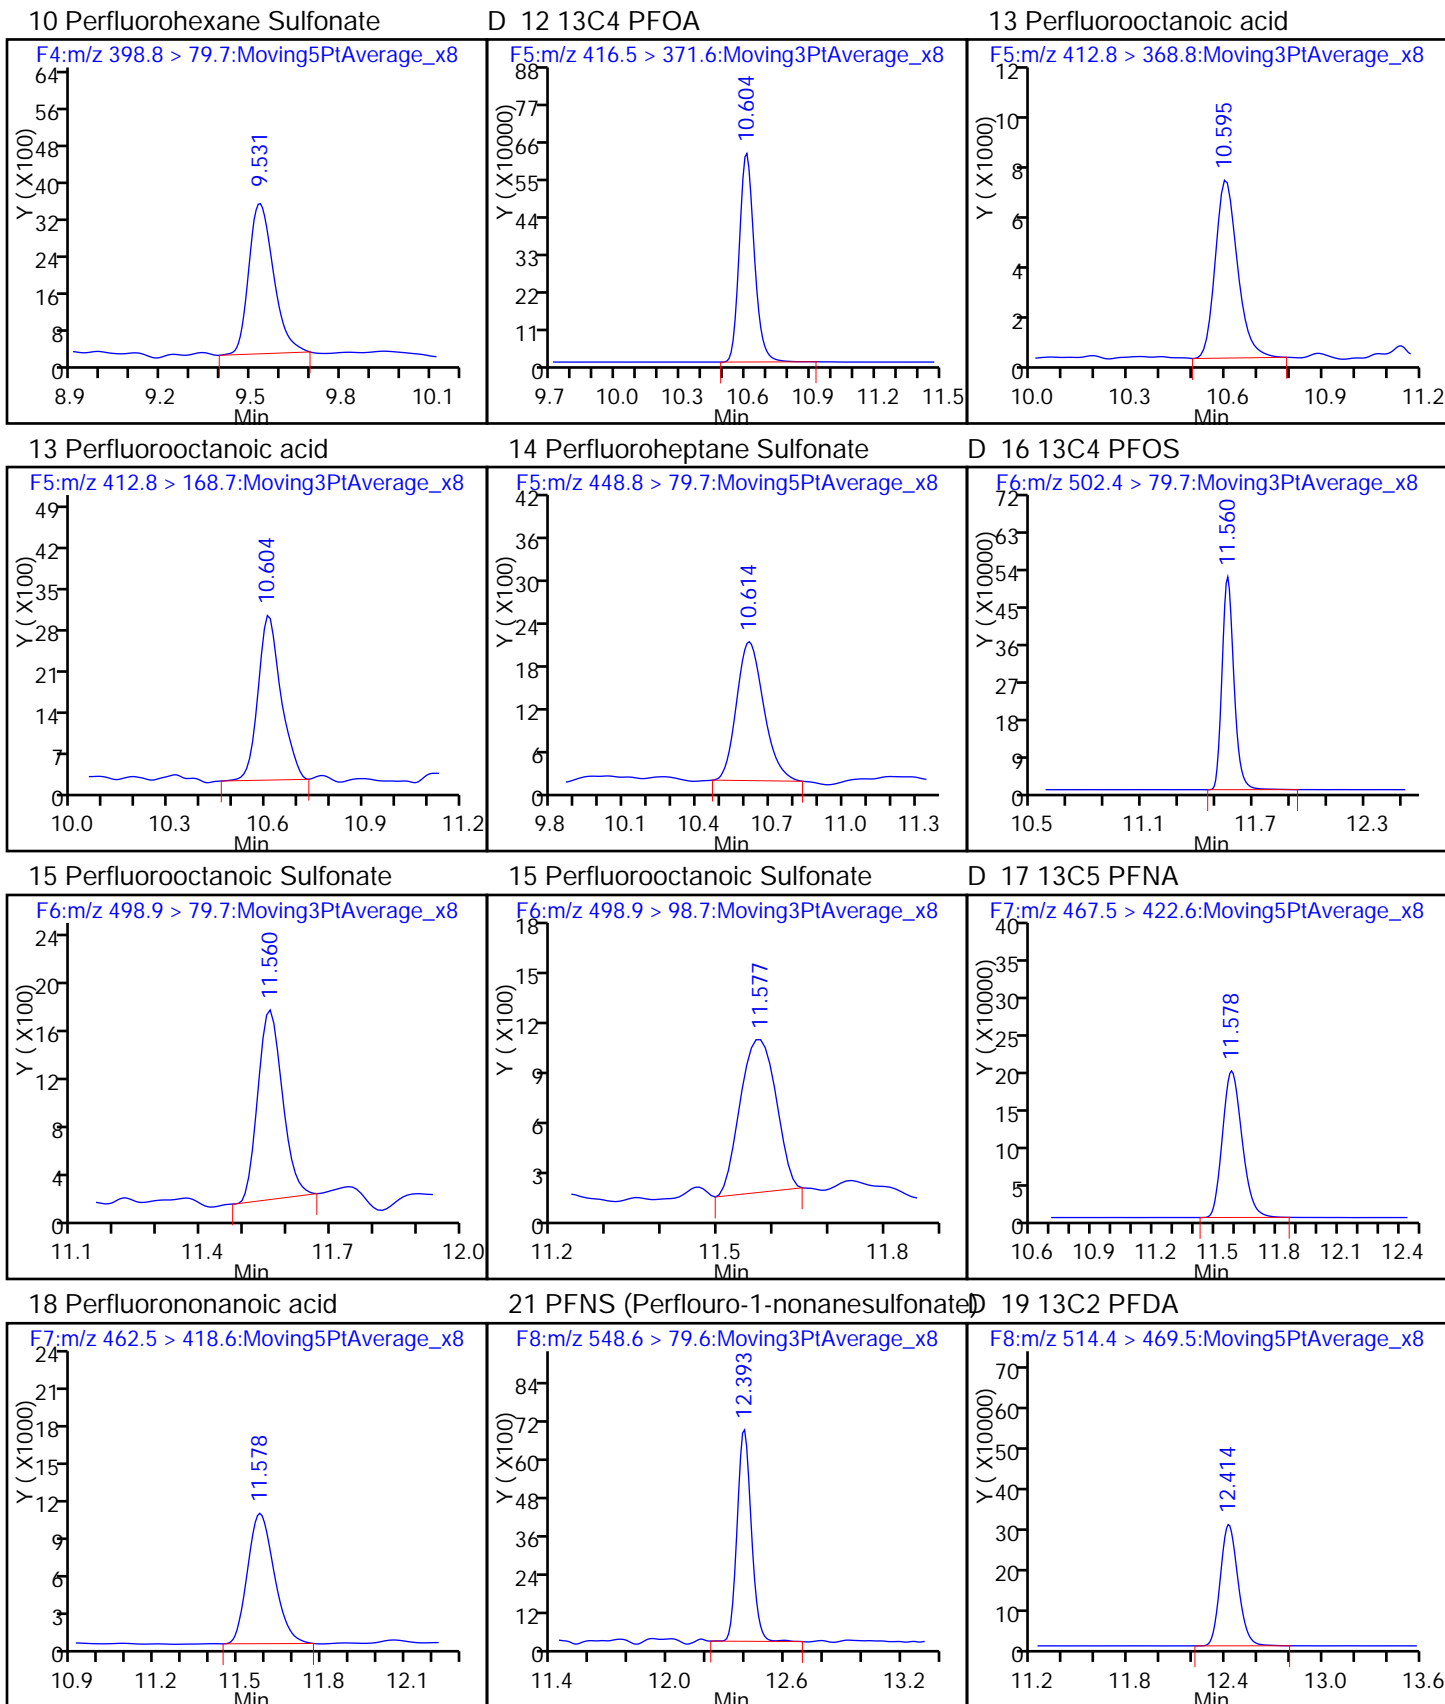 10 Perfluorohexane Sulfonate
F4:m/z 398.8 > 79.7:Moving5PtAverage_x8
Y ( X100)
64
56
48
40
32
24
16
8
0
9.531
8.9 9.2 9.5 9.8 10.1
Min
D 12 13C4 PFOA
F5:m/z 416.5 > 371.6:Moving3PtAverage_x8
Y ( X10000)
88
77
66
55
44
33
22
11
0
10.604
9.7 10.0 10.3 10.6 10.9 11.2 11.5
Min
13 Perfluorooctanoic acid
F5:m/z 412.8 > 368.8:Moving3PtAverage_x8
Y ( X1000)
12
10
8
6
4
2
0
10.595
10.0 10.3 10.6 10.9 11.2
Min
13 Perfluorooctanoic acid
F5:m/z 412.8 > 168.7:Moving3PtAverage_x8
Y ( X100)
49
42
35
28
21
14
7
0
10.604
10.0 10.3 10.6 10.9 11.2
Min
14 Perfluoroheptane Sulfonate
F5:m/z 448.8 > 79.7:Moving5PtAverage_x8
Y ( X100)
42
36
30
24
18
12
6
0
10.614
9.8 10.1 10.4 10.7 11.0 11.3
Min
D 16 13C4 PFOS
F6:m/z 502.4 > 79.7:Moving3PtAverage_x8
Y ( X10000)
72
63
54
45
36
27
18
9
0
11.560
10.5 11.1 11.7 12.3
Min
15 Perfluorooctanoic Sulfonate
F6:m/z 498.9 > 79.7:Moving3PtAverage_x8
Y ( X100)
24
20
16
12
8
4
0
11.560
11.1 11.4 11.7 12.0
Min
15 Perfluorooctanoic Sulfonate
F6:m/z 498.9 > 98.7:Moving3PtAverage_x8
Y ( X100)
18
15
12
9
6
3
0
11.577
11.2 11.5 11.8
Min
D 17 13C5 PFNA
F7:m/z 467.5 > 422.6:Moving5PtAverage_x8
Y ( X10000)
40
35
30
25
20
15
10
5
0
11.578
10.6 10.9 11.2 11.5 11.8 12.1 12.4
Min
18 Perfluorononanoic acid
F7:m/z 462.5 > 418.6:Moving5PtAverage_x8
Y ( X1000)
24
21
18
15
12
9
6
3
0
11.578
10.9 11.2 11.5 11.8 12.1
Min
21 PFNS (Perflouro-1-nonanesulfonate)
F8:m/z 548.6 > 79.6:Moving3PtAverage_x8
Y ( X100)
84
72
60
48
36
24
12
0
12.393
11.4 12.0 12.6 13.2
Min
D 19 13C2 PFDA
F8:m/z 514.4 > 469.5:Moving5PtAverage_x8
Y ( X10000)
70
60
50
40
30
20
10
0
12.414
11.2 11.8 12.4 13.0 13.6
Min